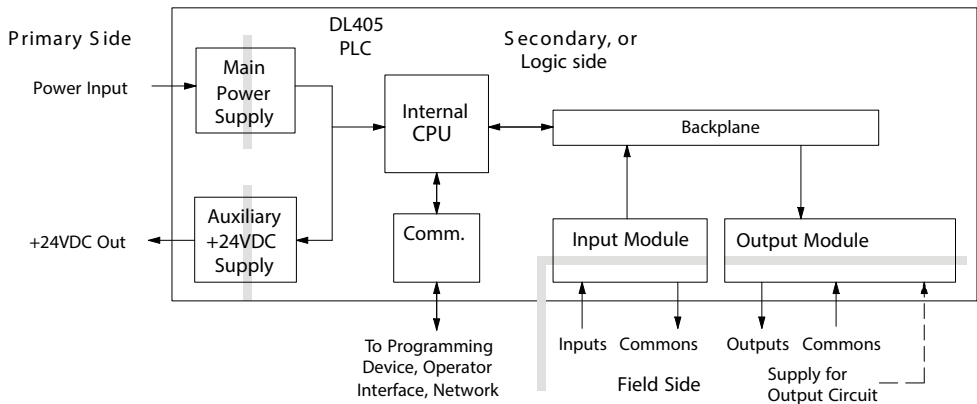 DL405
PLC
Primary Side
Secondary, or
Logic side
Power Input
Main
Power
Supply
Internal
CPU
Backplane
+24VDC Out
Auxiliary
+24VDC
Supply
Comm.
Input Module
Output Module
To Programming
Device, Operator
Interface, Network
Inputs
Commons
Outputs
Commons
Field Side
Supply for
Output Circuit